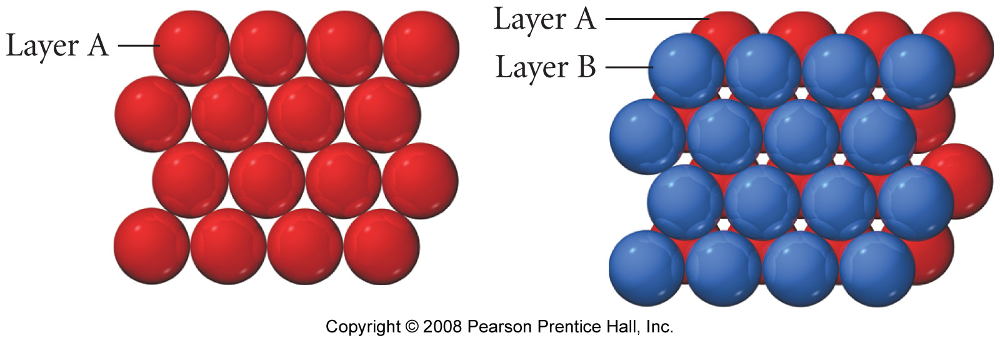 Layer A
Layer A
Layer B
Copyright © 2008 Pearson Prentice Hall, Inc.